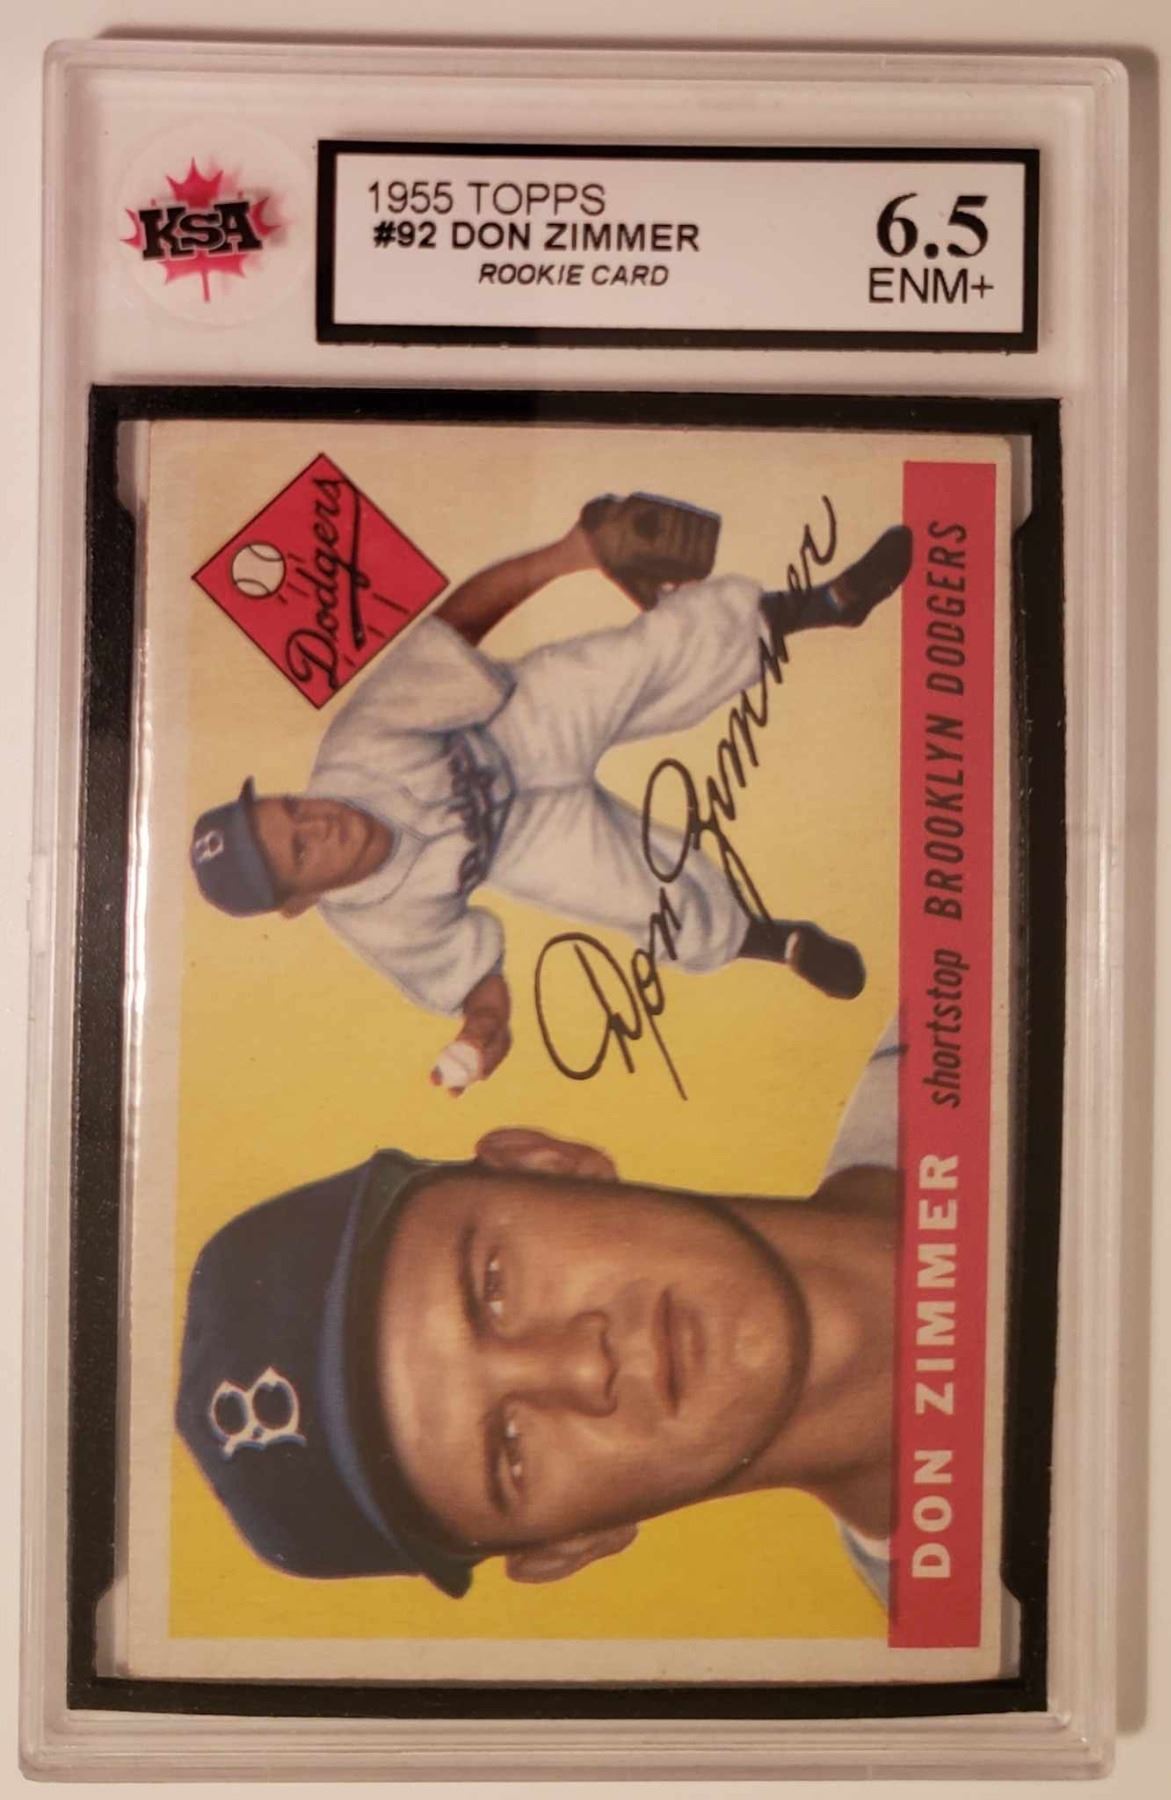 KSA
1955 TOPPS
#92 DON ZIMMER
ROOKIE CARD
6.5
ENM+
Dodgers
B
Dodgers
Don Zimmer
B
DON ZIMMER shortstop BROOKLYN DODGERS